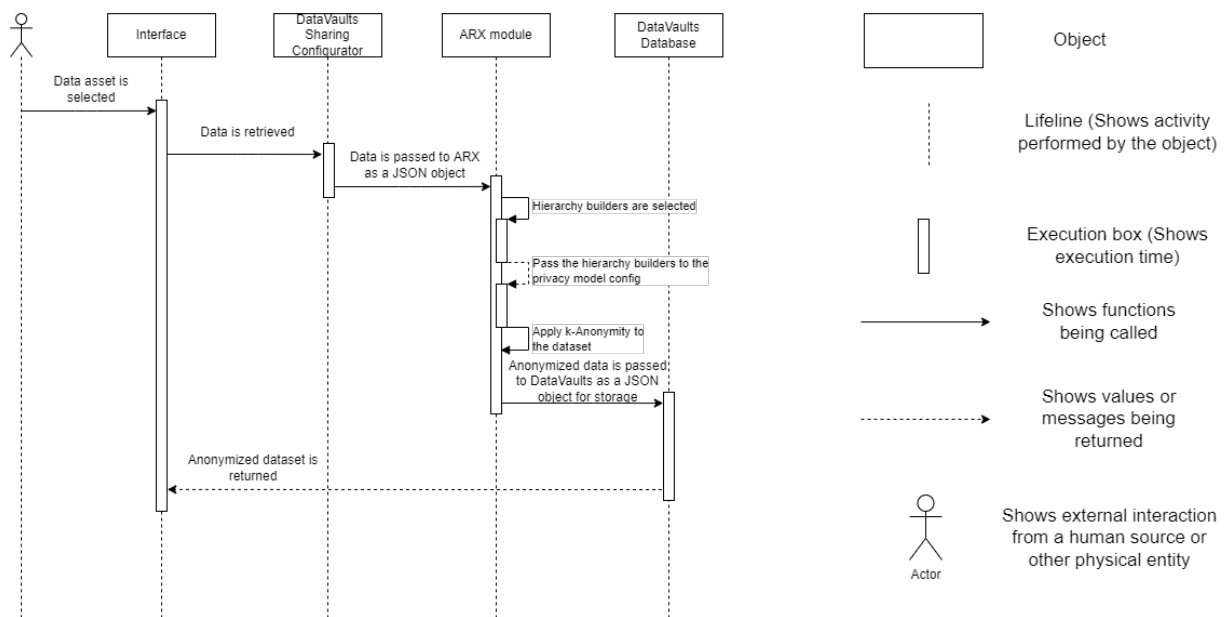 Interface
DataVaults
Sharing
Configurator
ARX module
DataVaults
Database
Data asset is
selected
Data is retrieved
Data is passed to ARX
as a JSON object
Hierarchy builders are selected
Pass the hierarchy builders to the
privacy model config
Apply k-Anonymity to
the dataset
Anonymized data is passed
to DataVaults as a JSON
object for storage
Anonymized dataset is
returned
Object
Lifeline (Shows activity
performed by the object)
Execution box (Shows
execution time)
Shows functions
being called
Shows values or
messages being
returned
Actor
Shows external interaction
from a human source or
other physical entity